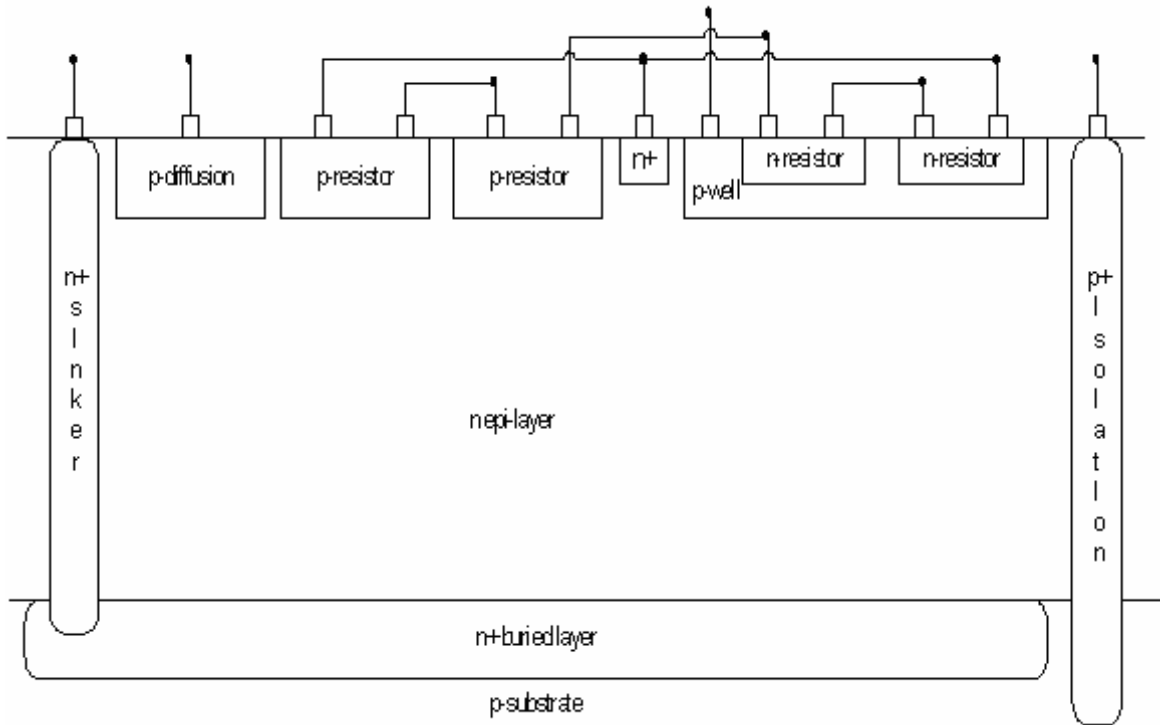 p-diffusion
p-resistor
p-resistor
n+
n-resistor
n-resistor
p-well
n+
s
I
n
k
e
r
p+
I
s
o
l
a
t
I
o
n
n epi-layer
n+ buried layer
p-substrate